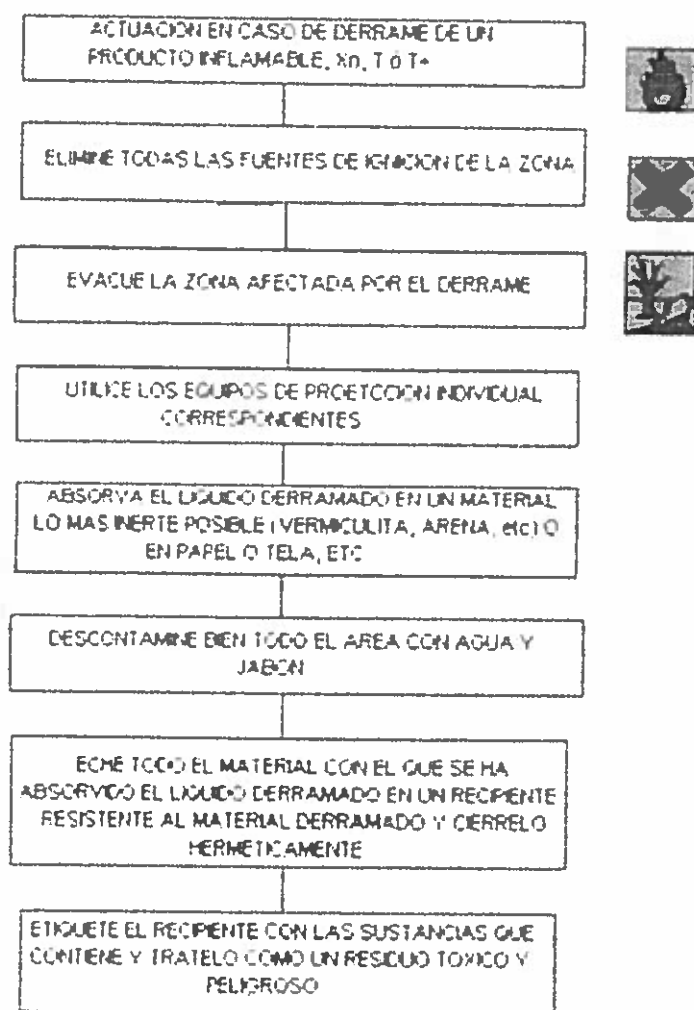 ACTUACION EN CASO DE DERRAME DE UN
PRODUCTO INFLAMABLE, Xn, T ó T+
ELIMINE TODAS LAS FUENTES DE IGNICION DE LA ZONA
EVACUE LA ZONA AFECTADA POR EL DERRAME
UTILICE LOS EQUIPOS DE PROETCCION INDIVIDUAL
CORRESPONDIENTES
ABSORVA EL LIQUIDO DERRAMADO EN UN MATERIAL
LO MAS INERTE POSIBLE (VERMICULITA, ARENA, etc) O
EN PAPEL O TELA, ETC
DESCONTAMINE BIEN TODO EL AREA CON AGUA Y
JABON
ECHE TODO EL MATERIAL CON EL QUE SE HA
ABSORVIDO EL LIQUIDO DERRAMADO EN UN RECIPIENTE
RESISTENTE AL MATERIAL DERRAMADO Y CIERRELO
HERMETICAMENTE
ETIQUETE EL RECIPIENTE CON LAS SUSTANCIAS QUE
CONTIENE Y TRATELO COMO UN RESIDUO TOXICO Y
PELIGROSO